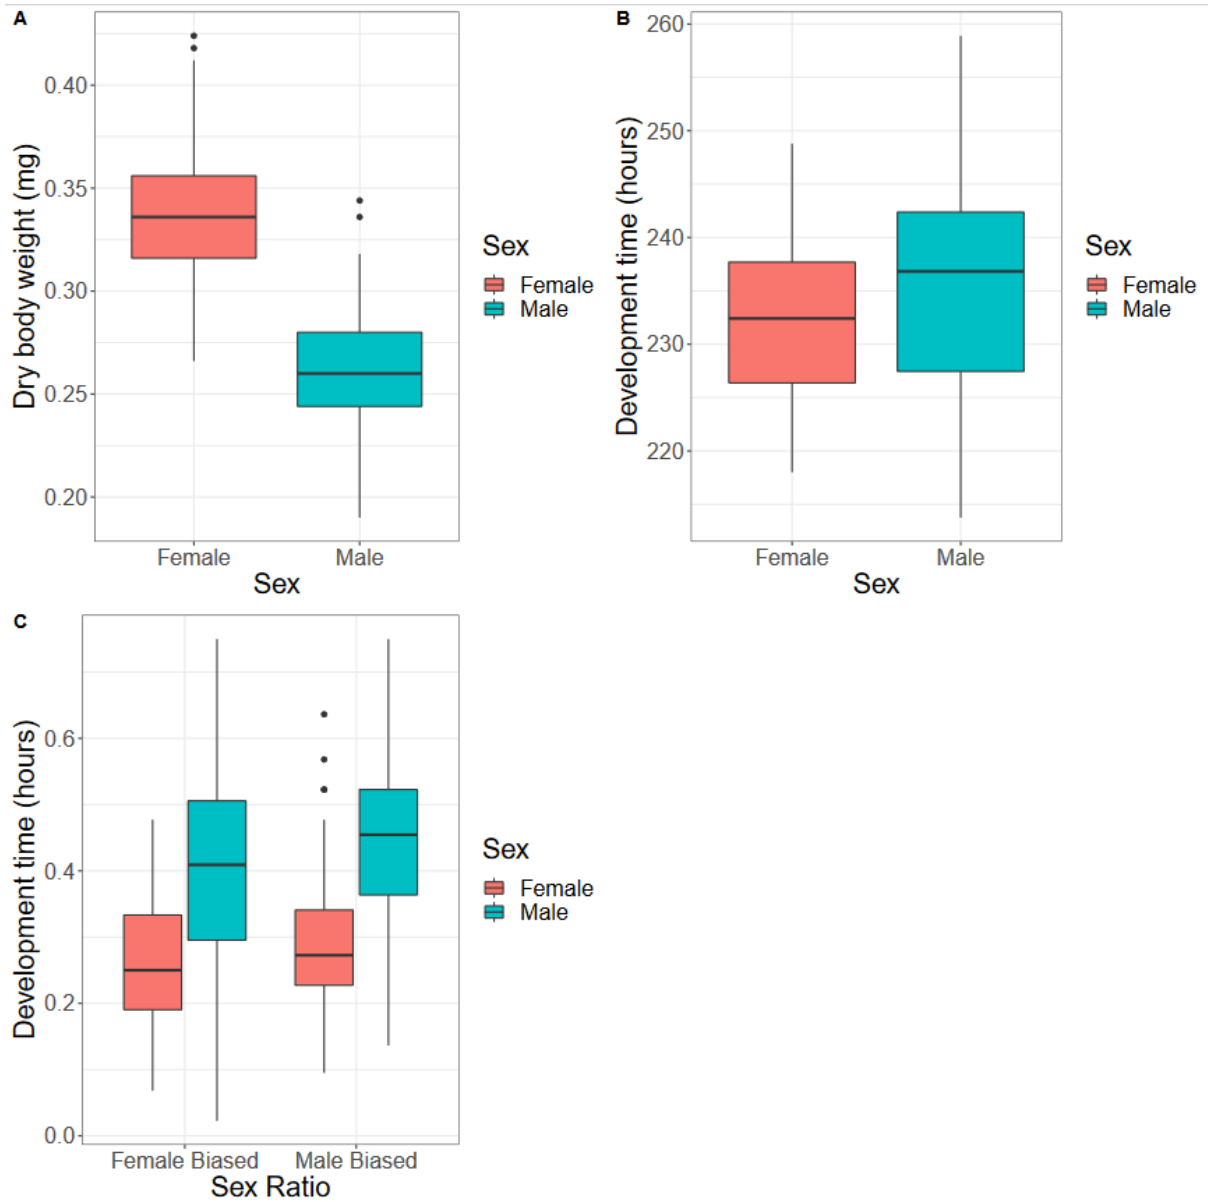 A
Dry body weight (mg)
0.40
0.35
0.30
0.25
0.20
Female
Male
Sex
Sex
Female
Male
B
Development time (hours)
260
250
240
230
220
Female
Male
Sex
Sex
Female
Male
C
Development time (hours)
0.6
0.4
0.2
0.0
Female Biased
Male Biased
Sex Ratio
Sex
Female
Male